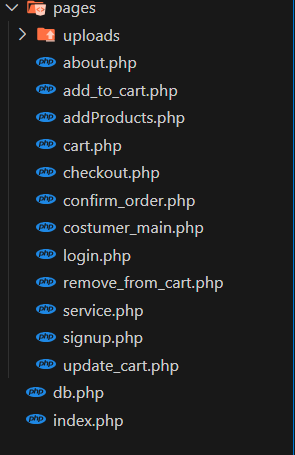 pages
uploads
php about.php
php add_to_cart.php
php addProducts.php
php cart.php
php checkout.php
php confirm_order.php
php costumer_main.php
php login.php
php remove_from_cart.php
php service.php
php signup.php
php update_cart.php
php db.php
php index.php